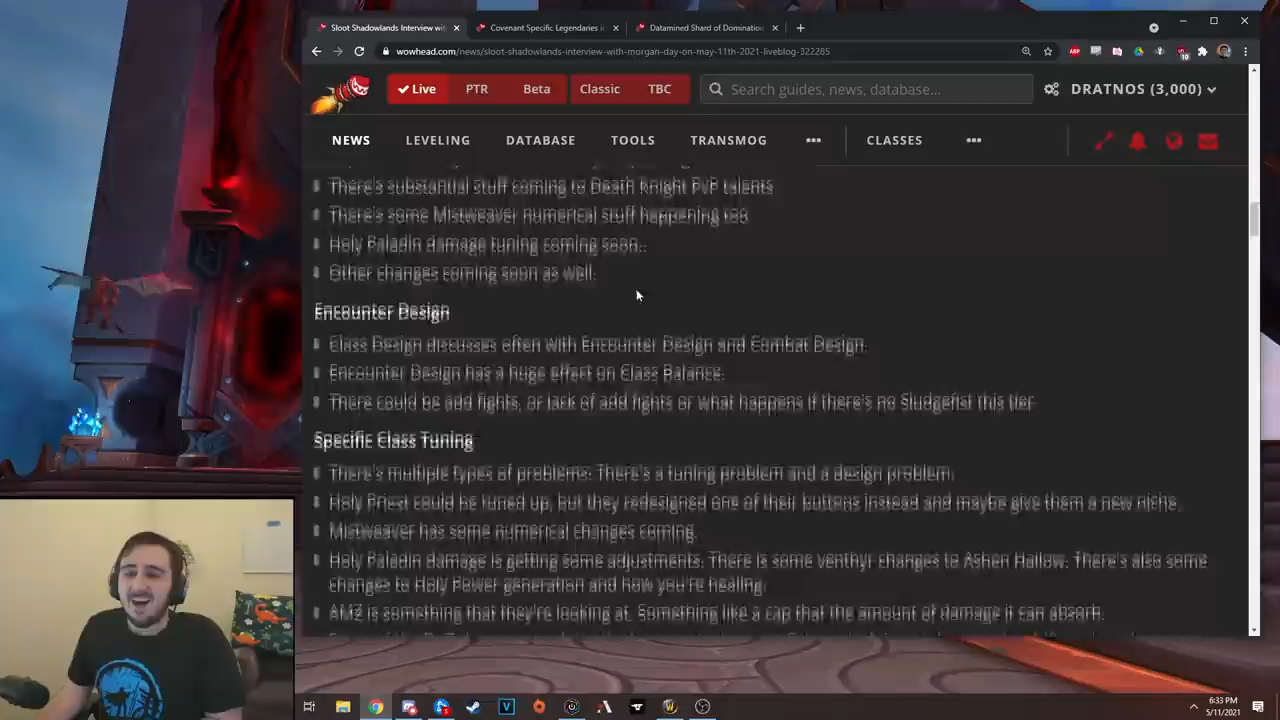 Sloot Shadowlands Interview with
Covenant Specific Legendaries i
Datamined Shard of Domination
wowhead.com/news/sloot-shadowlands-interview-with-morgan-day-on-may-11th-2021-liveblog-322285
ABP
10
Live
PTR
Beta
Classic
TBC
Search guides, news, database...
DRATNOS (3,000)
NEWS
LEVELING
DATABASE
TOOLS
TRANSMOG
CLASSES
There's substantial stuff coming to Death Knight PvP talents
There's some Mistweaver numerical stuff happening too
Holy Paladin damage tuning coming soon..
Other changes coming soon as well.
Encounter Design
Class Design discusses often with Encounter Design and Combat Design.
Encounter Design has a huge effect on Class Balance.
There could be add fights, or lack of add fights or what happens if there's no Sludgefist this tier
Specific Class Tuning
There's multiple types of problems. There's a tuning problem and a design problem.
Holy Priest could be tuned up, but they redesigned one of their buttons instead and maybe give them a new niche.
Mistweaver has some numerical changes coming.
Holy Paladin damage is getting some adjustments. There is some venthyr changes to Ashen Hallow. There's also some
changes to Holy Power generation and how you're healing.
AMZ is something that they're looking at. Something like a cap that he amount of damage it can absorb.
6:33 PM
5/11/2021